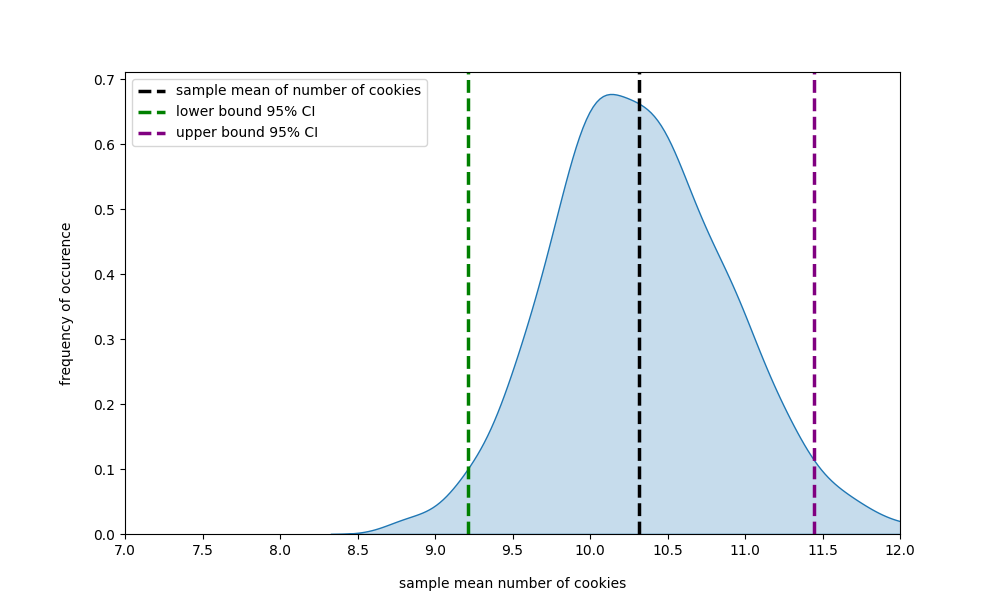 sample mean of number of cookies
lower bound 95% CI
upper bound 95% CI
0.7
0.6
0.5
0.4
0.3
0.2
0.1
0.0
frequency of occurence
7.0 7.5 8.0 8.5 9.0 9.5 10.0 10.5 11.0 11.5 12.0
sample mean number of cookies